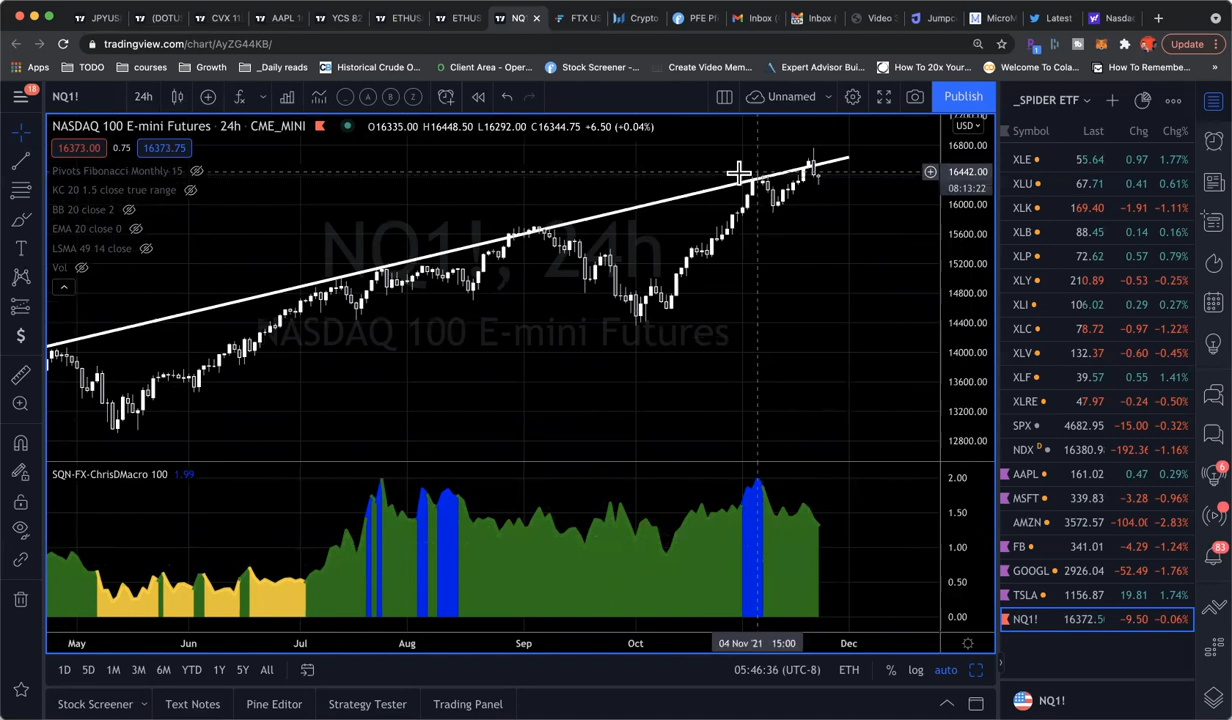 JPYUSI
(DOTUS
CVX 11
AAPL 1(
YCS 82
ETHUS
ETHUS
NQ1
FTX US
Crypto
PFE Pf
Inbox (
Inbox (
Video
Jumpc
MicroM
Latest
Nasdac
tradingview.com/chart/AyZG44KB/
1
Update
Apps
TODO
courses
Growth
_Daily reads
Historical Crude O...
Client Area - Oper...
Stock Screener -...
Create Video Mem...
Expert Advisor Bui...
How To 20x Your...
Welcome To Cola...
How To Remembe...
»
18
NQ1!
24h
A B Z
Unnamed
Publish
_SPIDER ETF
NASDAQ 100 E-mini Futures · 24h · CME_MINI
O16335.00 H16448.50 L16292.00 C16344.75 +6.50 (+0.04%)
16373.00 0.75 16373.75
Pivots Fibonacci Monthly 15
KC 20 1.5 close true range
BB 20 close 2
EMA 20 close 0
LSMA 49 14 close
Vol
NQ1!, 24h
NASDAQ 100 E-mini Futures
USD
16800.00
16442.00
08:13:22
16000.00
15600.00
15200.00
14800.00
14400.00
14000.00
13600.00
13200.00
12800.00
SQN-FX-ChrisDMacro 100 1.99
2.00
1.50
1.00
0.50
0.00
May Jun Jul Aug Sep Oct 04 Nov '21 15:00 Dec
1D 5D 1M 3M 6M YTD 1Y 5Y All
05:46:36 (UTC-8) ETH % log auto
Stock Screener Text Notes Pine Editor Strategy Tester Trading Panel
Symbol Last Chg Chg%
XLE 55.64 0.97 1.77%
XLU 67.71 0.41 0.61%
XLK 169.40 −1.91 −1.11%
XLB 88.45 0.14 0.16%
XLP 72.62 0.57 0.79%
XLY 210.89 −0.53 −0.25%
XLI 106.02 0.29 0.27%
XLC 78.72 −0.97 −1.22%
XLV 132.37 −0.60 −0.45%
XLF 39.57 0.55 1.41%
XLRE 47.97 −0.24 −0.50%
SPX 4682.95 −15.00 −0.32%
NDX D 16380.9 −192.36 −1.16%
AAPL 161.02 0.47 0.29%
MSFT 339.83 −3.28 −0.96%
AMZN 3572.57 −104.00 −2.83%
FB 341.01 −4.29 −1.24%
GOOGL 2926.04 −52.49 −1.76%
TSLA 1156.87 19.81 1.74%
NQ1! 16372.5 −9.50 −0.06%
NQ1!
6
83